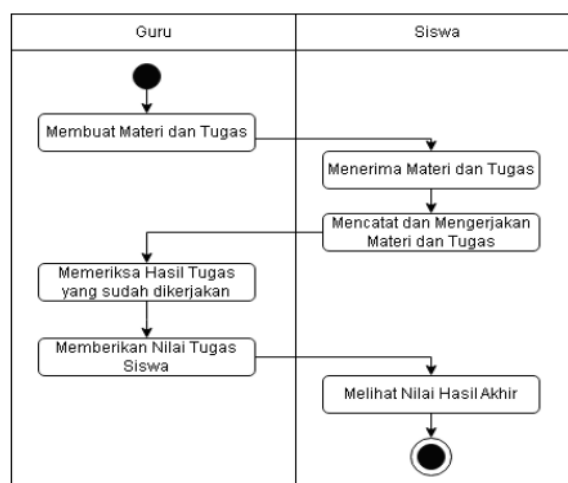 Guru
Siswa
Membuat Materi dan Tugas
Menerima Materi dan Tugas
Mencatat dan Mengerjakan
Materi dan Tugas
Memeriksa Hasil Tugas
yang sudah dikerjakan
Memberikan Nilai Tugas
Siswa
Melihat Nilai Hasil Akhir